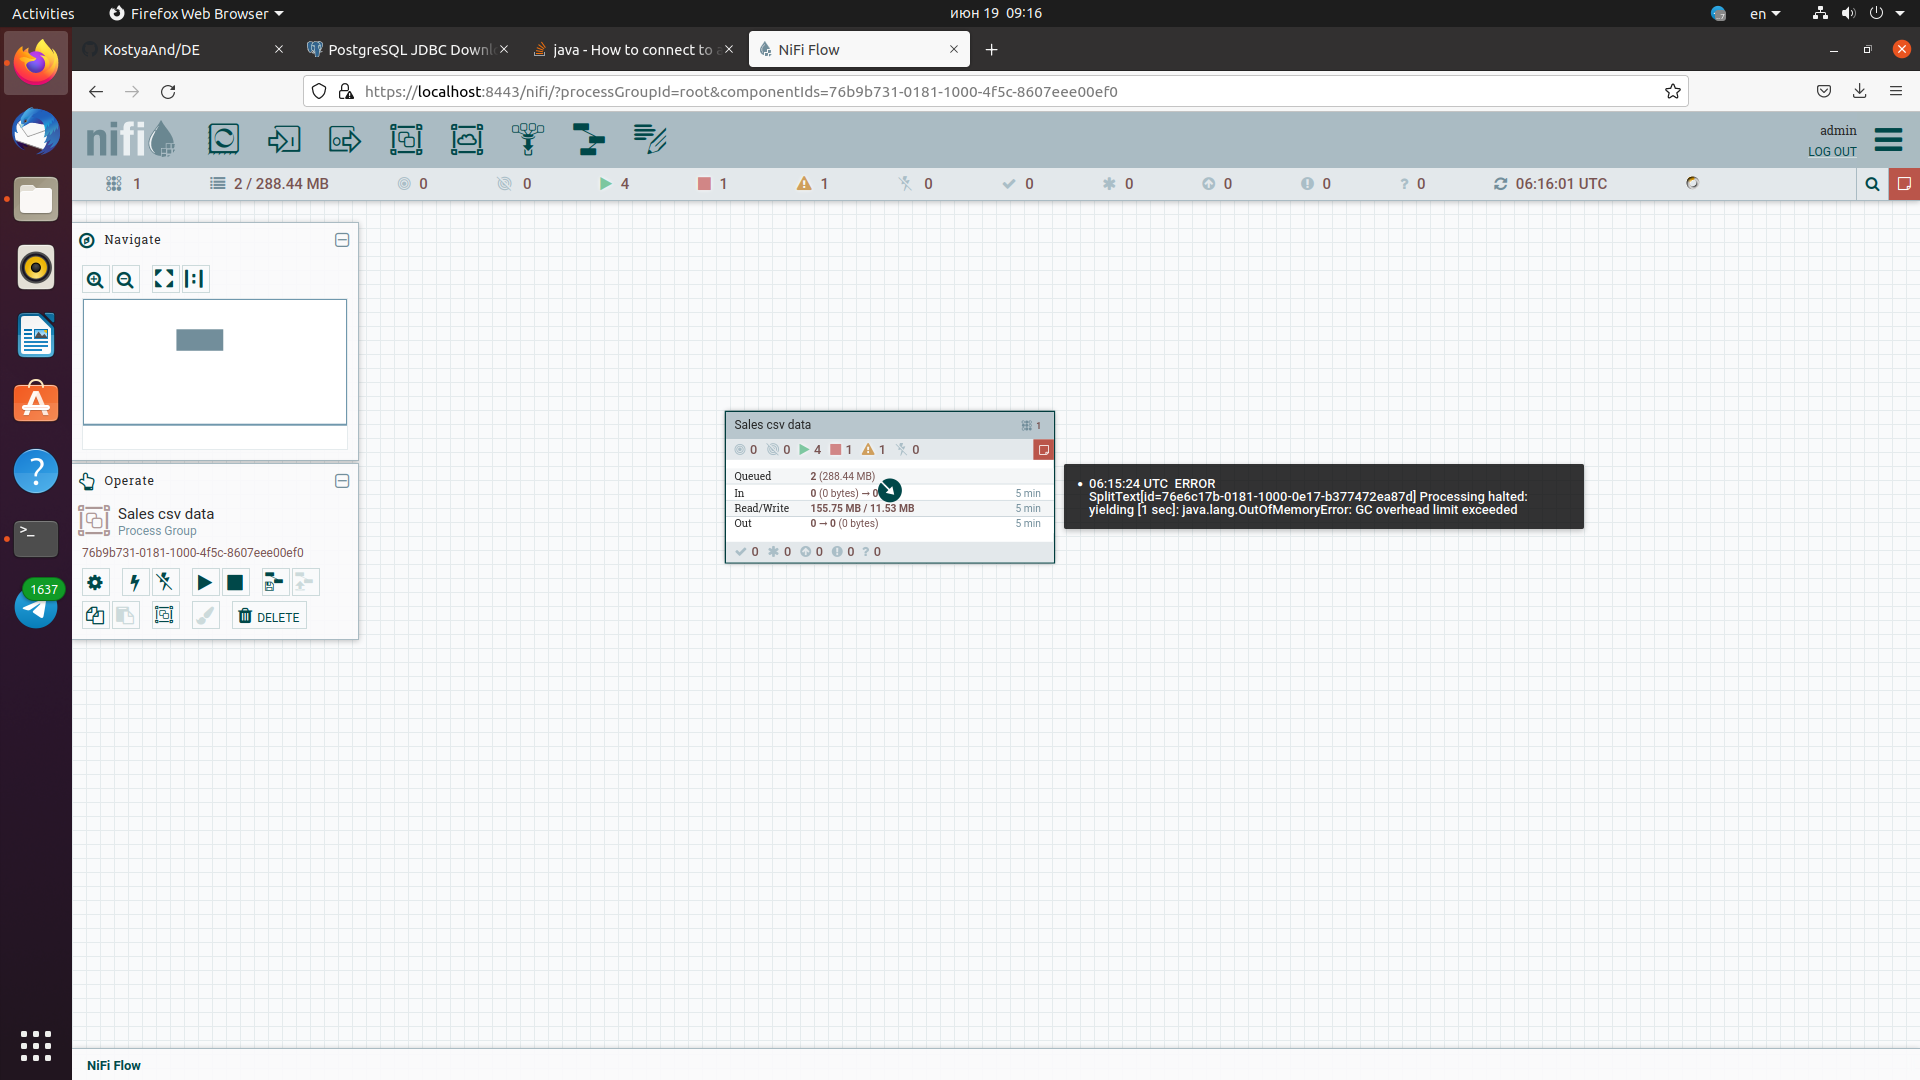 Activities
Firefox Web Browser
июн 19 09:16
en
KostyaAnd/DE
PostgreSQL JDBC Downl
java - How to connect to a
NiFi Flow
https://localhost:8443/nifi/?processGroupId=root&componentIds=76b9b731-0181-1000-4f5c-8607eee00ef0
nifi
admin
LOG OUT
1
2 / 288.44 MB
0
0
4
1
1
0
0
0
0
0
? 0
06:16:01 UTC
Navigate
Operate
Sales csv data
Process Group
76b9b731-0181-1000-4f5c-8607eee00ef0
DELETE
1637
Sales csv data
1
0 0 4 1 1 0
Queued 2 (288.44 MB)
In 0 (0 bytes) → 0 5 min
Read/Write 155.75 MB / 11.53 MB 5 min
Out 0 → 0 (0 bytes) 5 min
0 0 0 0 ? 0
• 06:15:24 UTC ERROR
SplitText[id=76e6c17b-0181-1000-0e17-b377472ea87d] Processing halted:
yielding [1 sec]: java.lang.OutOfMemoryError: GC overhead limit exceeded
NiFi Flow